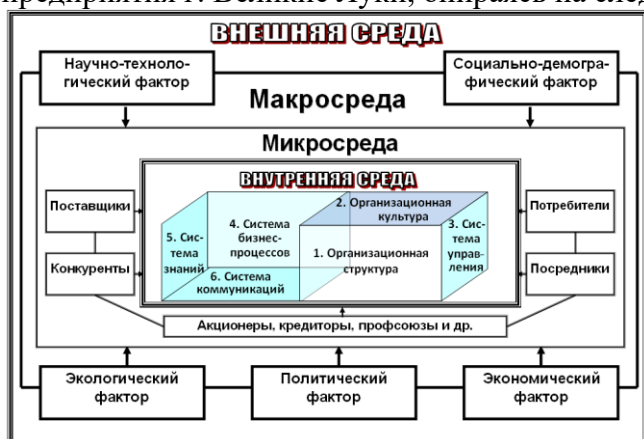 предприятия г. Великие Луки, опираясь на след
ВНЕШНЯЯ СРЕДА
Научно-техноло-
гический фактор
Социально-демогра-
фический фактор
Макросреда
Микросреда
ВНУТРЕННЯЯ СРЕДА
Поставщики
Конкуренты
2. Организационная
культура
4. Система
бизнес-
процессов
5. Сис-
тема
знаний
3. Сис-
тема
управ-
ления
1. Организационная
структура
6. Система
коммуникаций
Потребители
Посредники
Акционеры, кредиторы, профсоюзы и др.
Экологический
фактор
Политический
фактор
Экономический
фактор